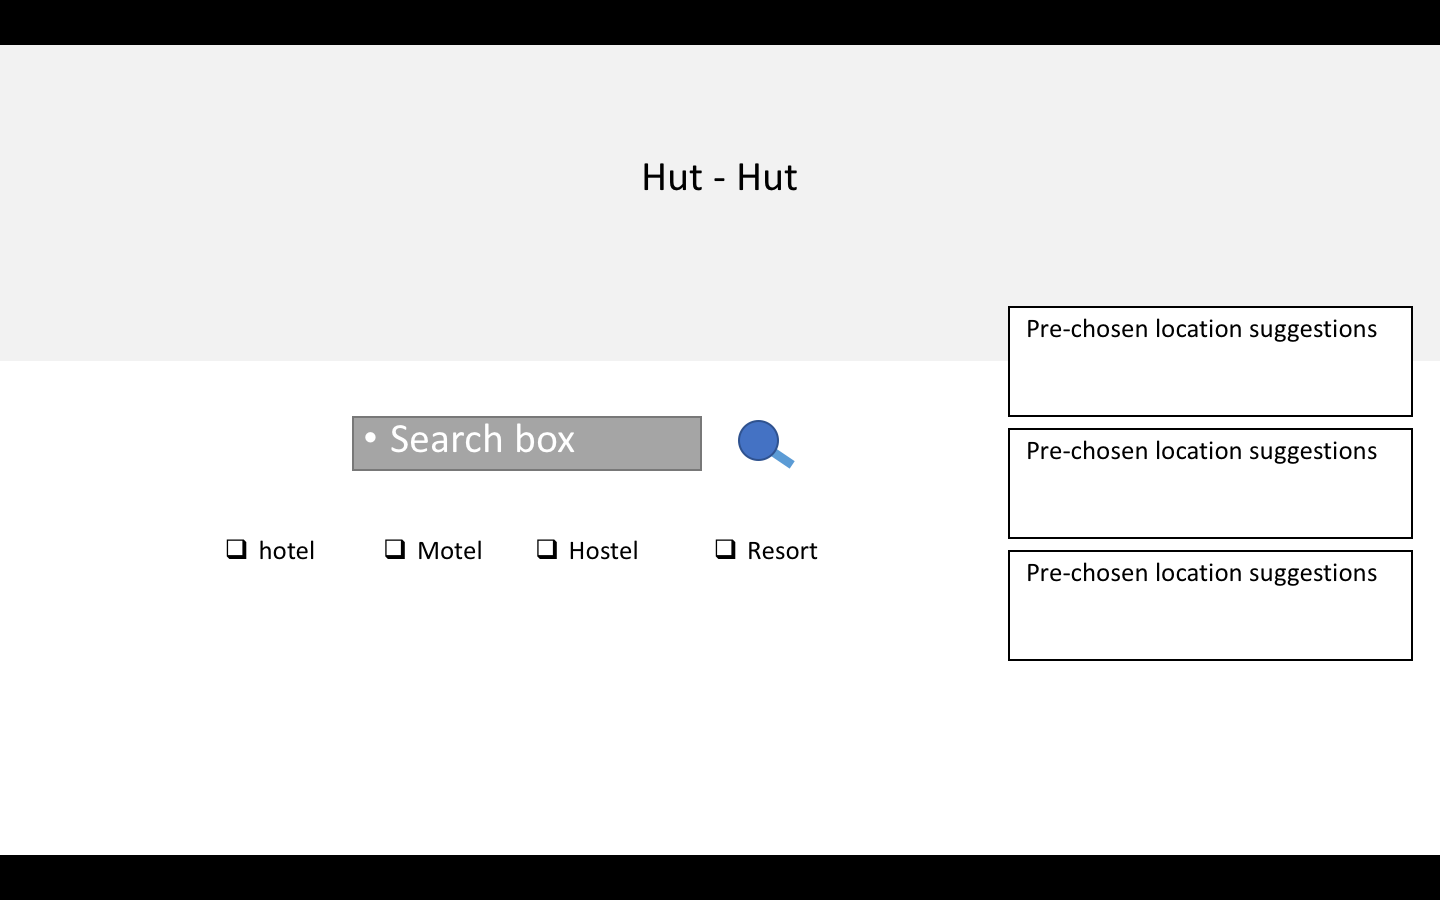 Hut - Hut
• Search box
❑ hotel ❑ Motel ❑ Hostel ❑ Resort
Pre-chosen location suggestions
Pre-chosen location suggestions
Pre-chosen location suggestions